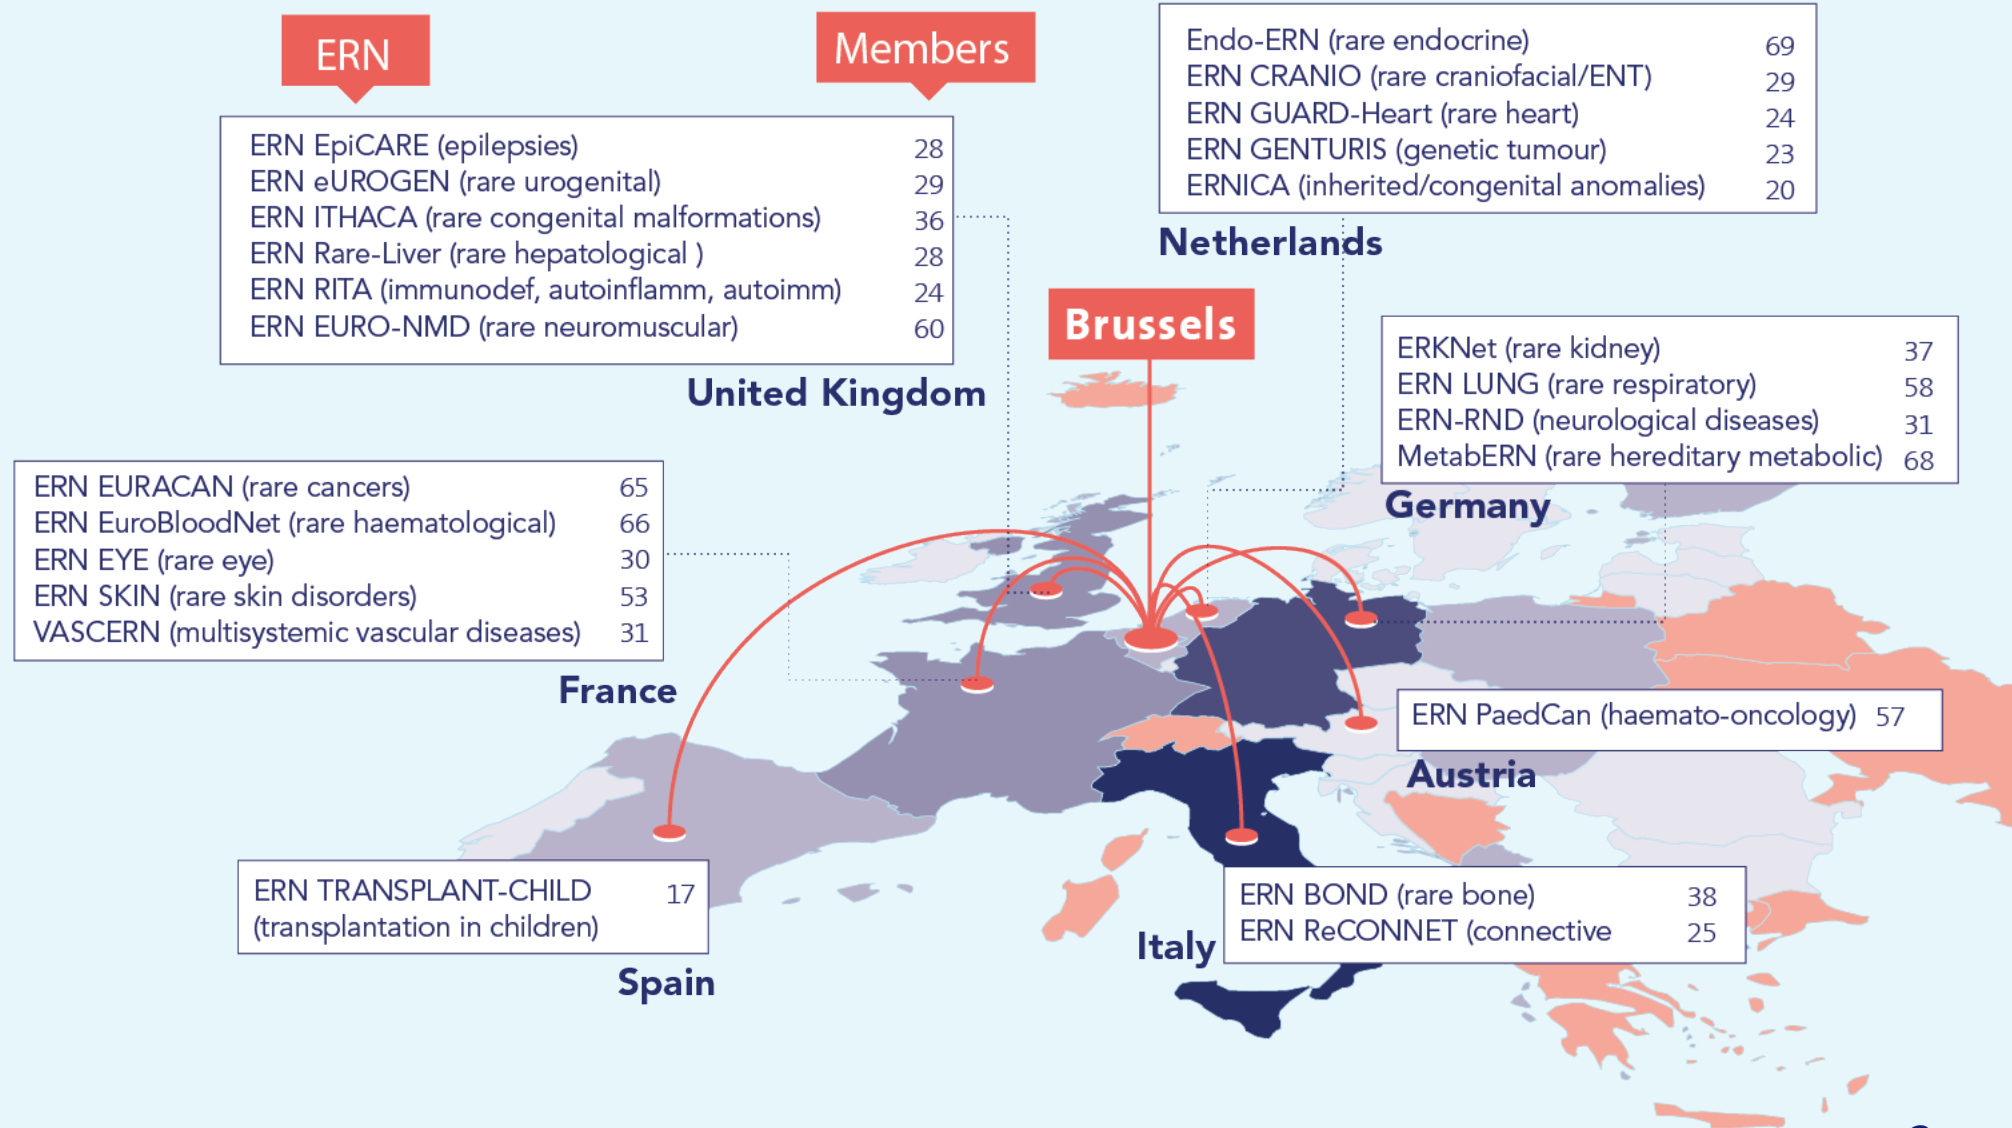 ERN
Members
ERN EpiCARE (epilepsies) 28
ERN eUROGEN (rare urogenital) 29
ERN ITHACA (rare congenital malformations) 36
ERN Rare-Liver (rare hepatological ) 28
ERN RITA (immunodef, autoinflamm, autoimm) 24
ERN EURO-NMD (rare neuromuscular) 60
United Kingdom
Endo-ERN (rare endocrine) 69
ERN CRANIO (rare craniofacial/ENT) 29
ERN GUARD-Heart (rare heart) 24
ERN GENTURIS (genetic tumour) 23
ERNICA (inherited/congenital anomalies) 20
Netherlands
Brussels
ERKNet (rare kidney) 37
ERN LUNG (rare respiratory) 58
ERN-RND (neurological diseases) 31
MetabERN (rare hereditary metabolic) 68
Germany
ERN EURACAN (rare cancers) 65
ERN EuroBloodNet (rare haematological) 66
ERN EYE (rare eye) 30
ERN SKIN (rare skin disorders) 53
VASCERN (multisystemic vascular diseases) 31
France
ERN PaedCan (haemato-oncology) 57
Austria
ERN TRANSPLANT-CHILD 17
(transplantation in children)
Spain
ERN BOND (rare bone) 38
ERN ReCONNET (connective 25
Italy